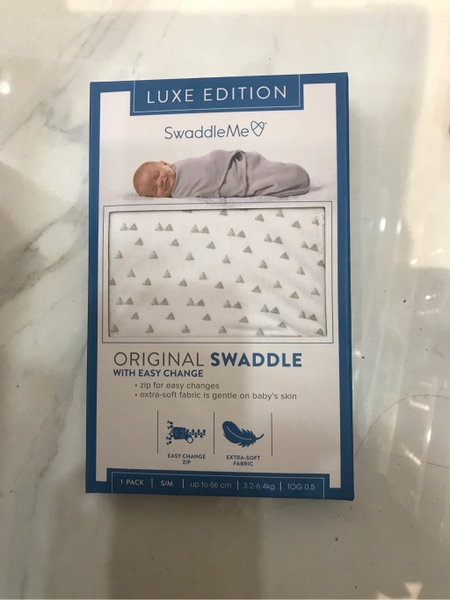 LUXE EDITION
SwaddleMe
ORIGINAL SWADDLE
WITH EASY CHANGE
• zip for easy changes
• extra-soft fabric is gentle on baby's skin
EASY CHANGE
ZIP
EXTRA-SOFT
FABRIC
1 PACK | S/M | up to 66 cm | 3.2-6.4kg | TOG 0.5